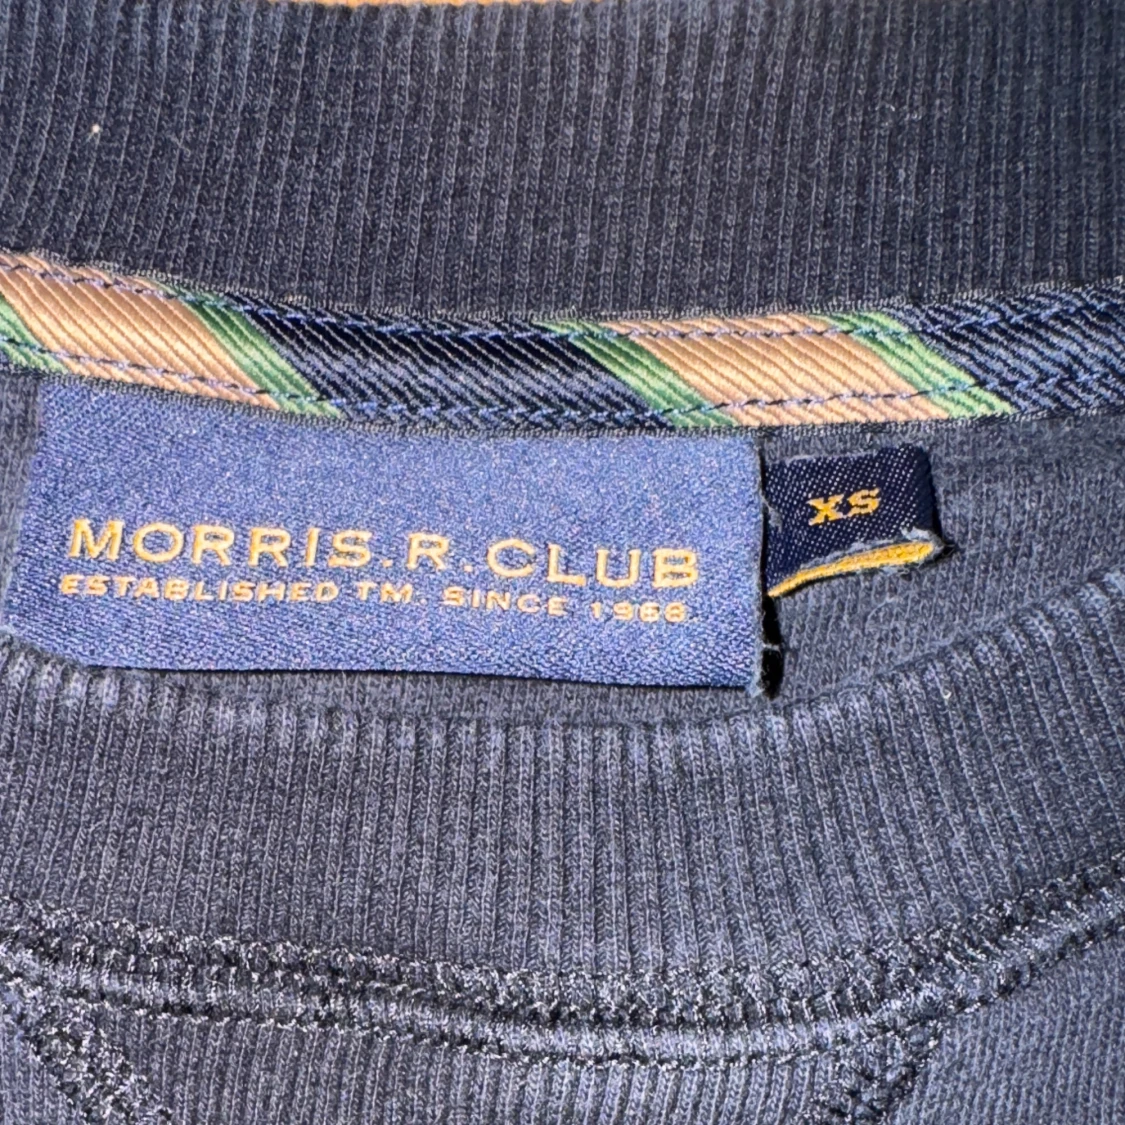 MORRIS.R.CLUB
ESTABLISHED TM. SINCE 1968.
XS